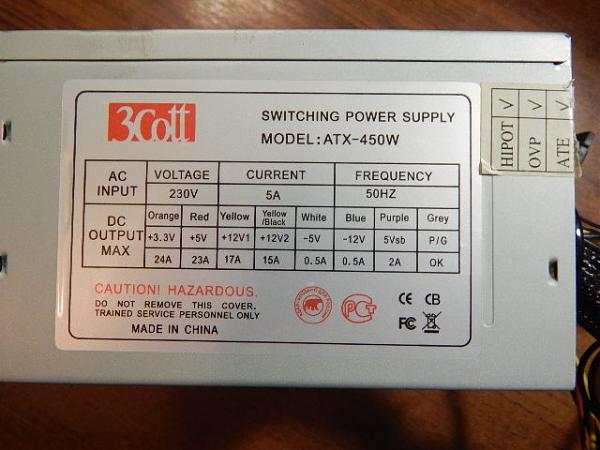 3Cott
SWITCHING POWER SUPPLY
MODEL: ATX-450W
AC INPUT VOLTAGE CURRENT FREQUENCY
230V 5A 50HZ
DC OUTPUT MAX Orange Red Yellow Yellow/Black White Blue Purple Grey
+3.3V +5V +12V1 +12V2 -5V -12V 5Vsb P/G
24A 23A 17A 15A 0.5A 0.5A 2A OK
CAUTION! HAZARDOUS.
DO NOT REMOVE THIS COVER.
TRAINED SERVICE PERSONNEL ONLY
MADE IN CHINA
PCT
CE CB
FC
HIPOT √
OVP √
ATE √